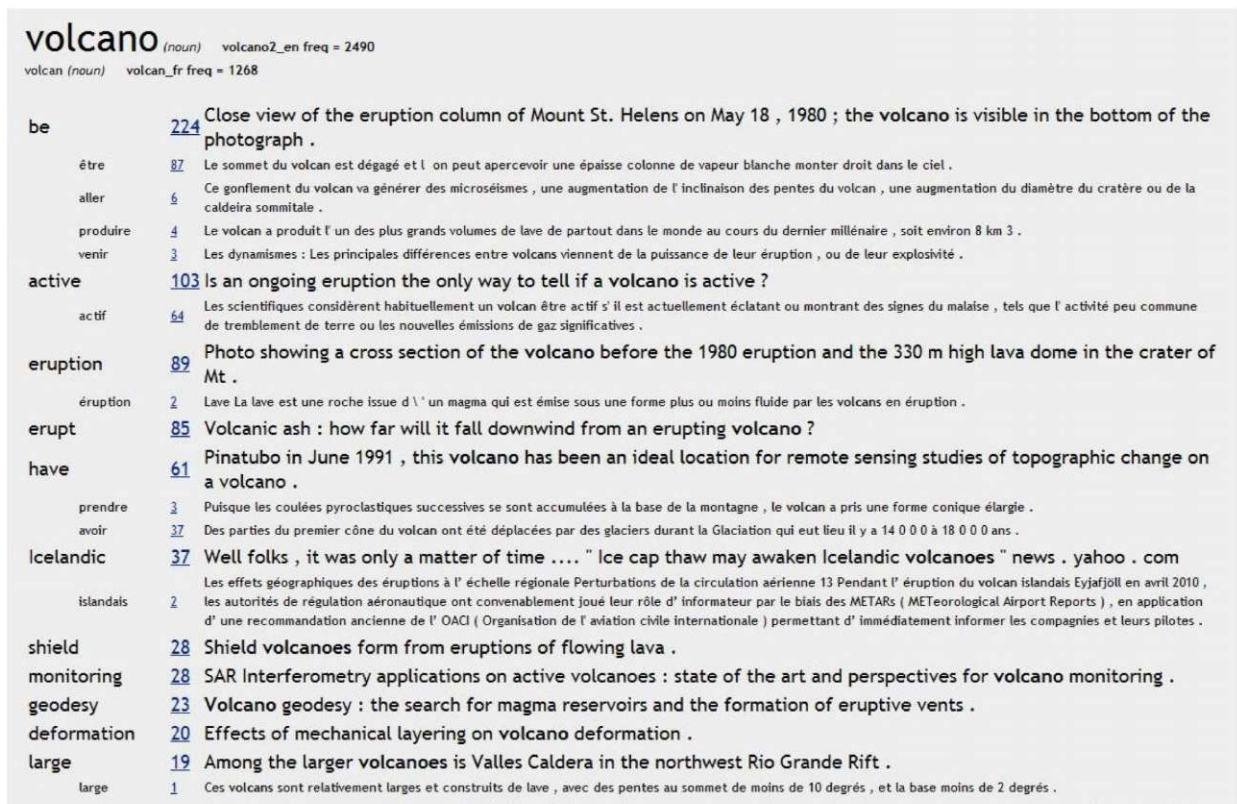 volcano (noun) volcano2_en freq = 2490
volcan (noun) volcan_fr freq = 1268
be 224 Close view of the eruption column of Mount St. Helens on May 18 , 1980 ; the volcano is visible in the bottom of the
photograph .
être 87 Le sommet du volcan est dégagé et l on peut apercevoir une épaisse colonne de vapeur blanche monter droit dans le ciel .
aller 6 Ce gonflement du volcan va générer des microséismes , une augmentation de l' inclinaison des pentes du volcan , une augmentation du diamètre du cratère ou de la
caldeira sommitale .
produire 4 Le volcan a produit l' un des plus grands volumes de lave de partout dans le monde au cours du dernier millénaire , soit environ 8 km 3 .
venir 3 Les dynamismes : Les principales différences entre volcans viennent de la puissance de leur éruption , ou de leur explosivité .
active 103 Is an ongoing eruption the only way to tell if a volcano is active ?
actif 64 Les scientifiques considèrent habituellement un volcan être actif s' il est actuellement éclatant ou montrant des signes du malaise , tels que l' activité peu commune
de tremblement de terre ou les nouvelles émissions de gaz significatives .
eruption 89 Photo showing a cross section of the volcano before the 1980 eruption and the 330 m high lava dome in the crater of
Mt .
éruption 2 Lave La lave est une roche issue d \ ' un magma qui est émise sous une forme plus ou moins fluide par les volcans en éruption .
erupt 85 Volcanic ash : how far will it fall downwind from an erupting volcano ?
have 61 Pinatubo in June 1991 , this volcano has been an ideal location for remote sensing studies of topographic change on
a volcano .
prendre 3 Puisque les coulées pyroclastiques successives se sont accumulées à la base de la montagne , le volcan a pris une forme conique élargie .
avoir 37 Des parties du premier cône du volcan ont été déplacées par des glaciers durant la Glaciation qui eut lieu il y a 14 0 0 0 à 18 0 0 0 ans .
Icelandic 37 Well folks , it was only a matter of time .... " Ice cap thaw may awaken Icelandic volcanoes " news . yahoo . com
Les effets géographiques des éruptions à l' échelle régionale Perturbations de la circulation aérienne 13 Pendant l' éruption du volcan islandais Eyjafjöll en avril 2010 ,
islandais 2 les autorités de régulation aéronautique ont convenablement joué leur rôle d' informateur par le biais des METARs ( METeorological Airport Reports ) , en application
d' une recommandation ancienne de l' OACI ( Organisation de l' aviation civile internationale ) permettant d' immédiatement informer les compagnies et leurs pilotes .
shield 28 Shield volcanoes form from eruptions of flowing lava .
monitoring 28 SAR Interferometry applications on active volcanoes : state of the art and perspectives for volcano monitoring .
geodesy 23 Volcano geodesy : the search for magma reservoirs and the formation of eruptive vents .
deformation 20 Effects of mechanical layering on volcano deformation .
large 19 Among the larger volcanoes is Valles Caldera in the northwest Rio Grande Rift .
large 1 Ces volcans sont relativement larges et construits de lave , avec des pentes au sommet de moins de 10 degrés , et la base moins de 2 degrés .